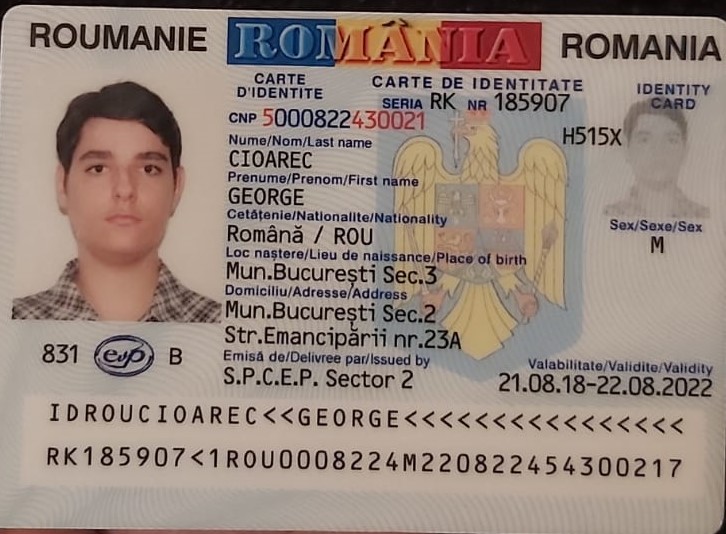 ROUMANIE ROMÂNIA ROMANIA
CARTE D'IDENTITE
CARTE DE IDENTITATE
IDENTITY CARD
SERIA RK NR 185907
CNP 5000822430021
H515X
Nume/Nom/Last name
CIOAREC
Prenume/Prenom/First name
GEORGE
Cetăţenie/Nationalite/Nationality
Română / ROU
Sex/Sexe/Sex
M
Loc naştere/Lieu de naissance/Place of birth
Mun.Bucureşti Sec.3
Domiciliu/Adresse/Address
Mun.Bucureşti Sec.2
Str.Emancipării nr.23A
831 evp B
Emisă de/Delivree par/Issued by
S.P.C.E.P. Sector 2
Valabilitate/Validite/Validity
21.08.18-22.08.2022
IDROUCIOAREC<<GEORGE<<<<<<<<<<<<<<<<
RK185907<1ROU0008224M220822454300217